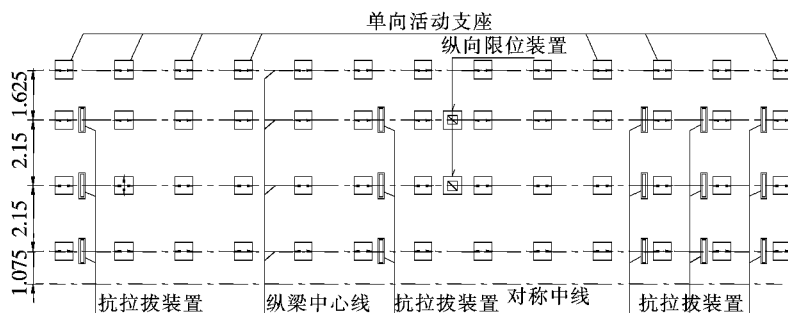 单向活动支座
纵向限位装置
1.625
2.15
2.15
1.075
抗拉拔装置
纵梁中心线
抗拉拔装置
对称中线
抗拉拔装置